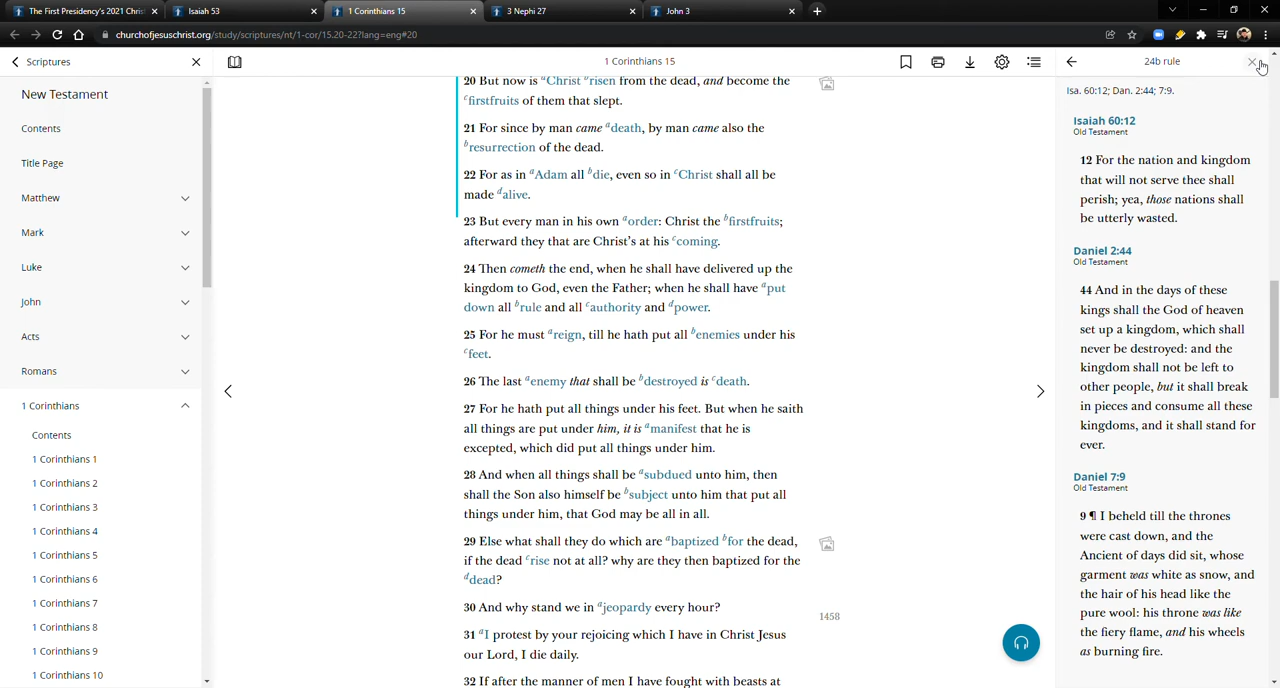 The First Presidency's 2021 Chris
Isaiah 53
1 Corinthians 15
3 Nephi 27
John 3
churchofjesuschrist.org/study/scriptures/nt/1-cor/15.20-22?lang=eng#20
Scriptures
New Testament
Contents
Title Page
Matthew
Mark
Luke
John
Acts
Romans
1 Corinthians
Contents
1 Corinthians 1
1 Corinthians 2
1 Corinthians 3
1 Corinthians 4
1 Corinthians 5
1 Corinthians 6
1 Corinthians 7
1 Corinthians 8
1 Corinthians 9
1 Corinthians 10
1 Corinthians 15
20 But now is aChrist arisen from the dead, and become the
cfirstfruits of them that slept.
21 For since by man came adeath, by man came also the
bresurrection of the dead.
22 For as in aAdam all bdie, even so in cChrist shall all be
made dalive.
23 But every man in his own aorder: Christ the bfirstfruits;
afterward they that are Christ's at his ccoming.
24 Then cometh the end, when he shall have delivered up the
kingdom to God, even the Father; when he shall have aput
down all brule and all cauthority and dpower.
25 For he must areign, till he hath put all benemies under his
cfeet.
26 The last aenemy that shall be bdestroyed is cdeath.
27 For he hath put all things under his feet. But when he saith
all things are put under him, it is amanifest that he is
excepted, which did put all things under him.
28 And when all things shall be asubdued unto him, then
shall the Son also himself be bsubject unto him that put all
things under him, that God may be all in all.
29 Else what shall they do which are abaptized bfor the dead,
if the dead crise not at all? why are they then baptized for the
ddead?
30 And why stand we in ajeopardy every hour?
1458
31 aI protest by your rejoicing which I have in Christ Jesus
our Lord, I die daily.
32 If after the manner of men I have fought with beasts at
24b rule
Isa. 60:12; Dan. 2:44; 7:9.
Isaiah 60:12
Old Testament
12 For the nation and kingdom
that will not serve thee shall
perish; yea, those nations shall
be utterly wasted.
Daniel 2:44
Old Testament
44 And in the days of these
kings shall the God of heaven
set up a kingdom, which shall
never be destroyed: and the
kingdom shall not be left to
other people, but it shall break
in pieces and consume all these
kingdoms, and it shall stand for
ever.
Daniel 7:9
Old Testament
9 ¶ I beheld till the thrones
were cast down, and the
Ancient of days did sit, whose
garment was white as snow, and
the hair of his head like the
pure wool: his throne was like
the fiery flame, and his wheels
as burning fire.